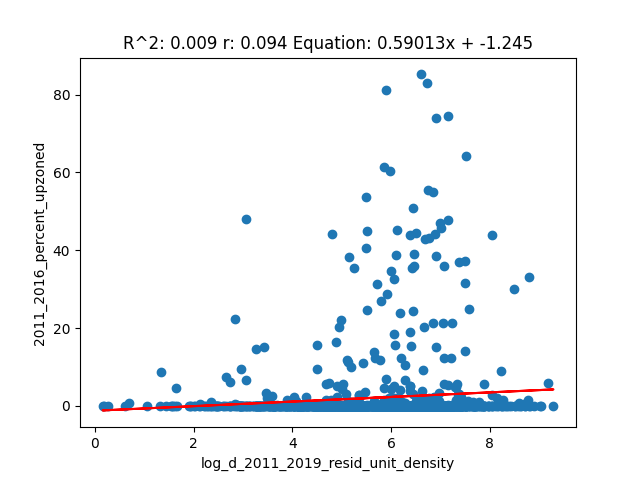 R^2: 0.009 r: 0.094 Equation: 0.59013x + -1.245
80
60
40
20
0
2011_2016_percent_upzoned
0 2 4 6 8
log_d_2011_2019_resid_unit_density